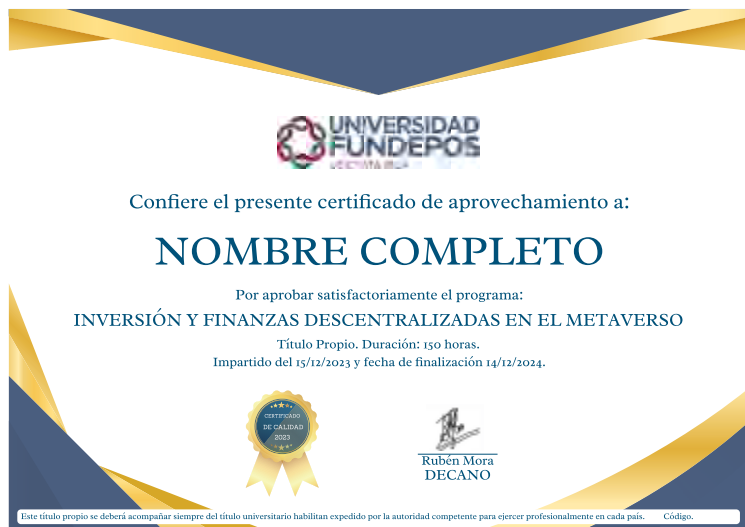 UNIVERSIDAD
FUNDEPOS
Confiere el presente certificado de aprovechamiento a:
NOMBRE COMPLETO
Por aprobar satisfactoriamente el programa:
INVERSIÓN Y FINANZAS DESCENTRALIZADAS EN EL METAVERSO
Título Propio. Duración: 150 horas.
Impartido del 15/12/2023 y fecha de finalización 14/12/2024.
CERTIFICADO
DE CALIDAD
2023
Rubén Mora
DECANO
Este título propio se deberá acompañar siempre del título universitario habilitan expedido por la autoridad competente para ejercer profesionalmente en cada país. Código.